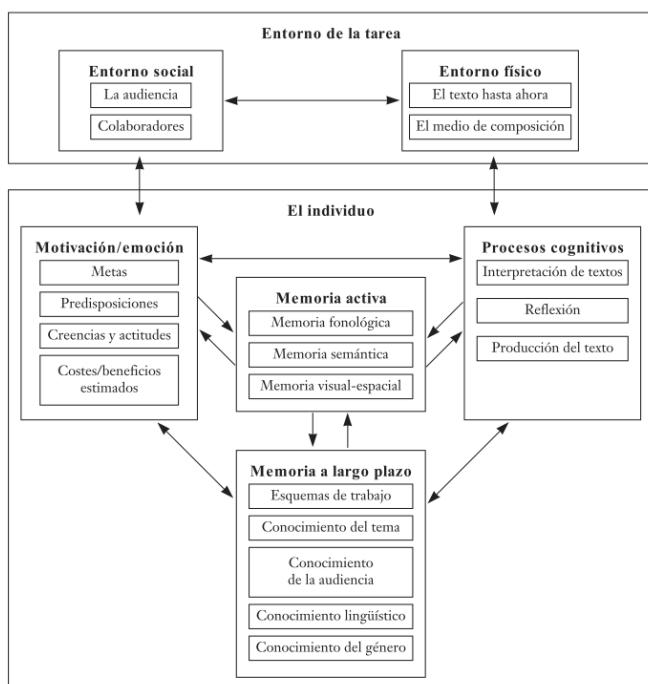 Entorno de la tarea
Entorno social
La audiencia
Colaboradores
Entorno físico
El texto hasta ahora
El medio de composición
El individuo
Motivación/emoción
Metas
Predisposiciones
Creencias y actitudes
Costes/beneficios
estimados
Memoria activa
Memoria fonológica
Memoria semántica
Memoria visual-espacial
Procesos cognitivos
Interpretación de textos
Reflexión
Producción del texto
Memoria a largo plazo
Esquemas de trabajo
Conocimiento del tema
Conocimiento
de la audiencia
Conocimiento lingüístico
Conocimiento del género